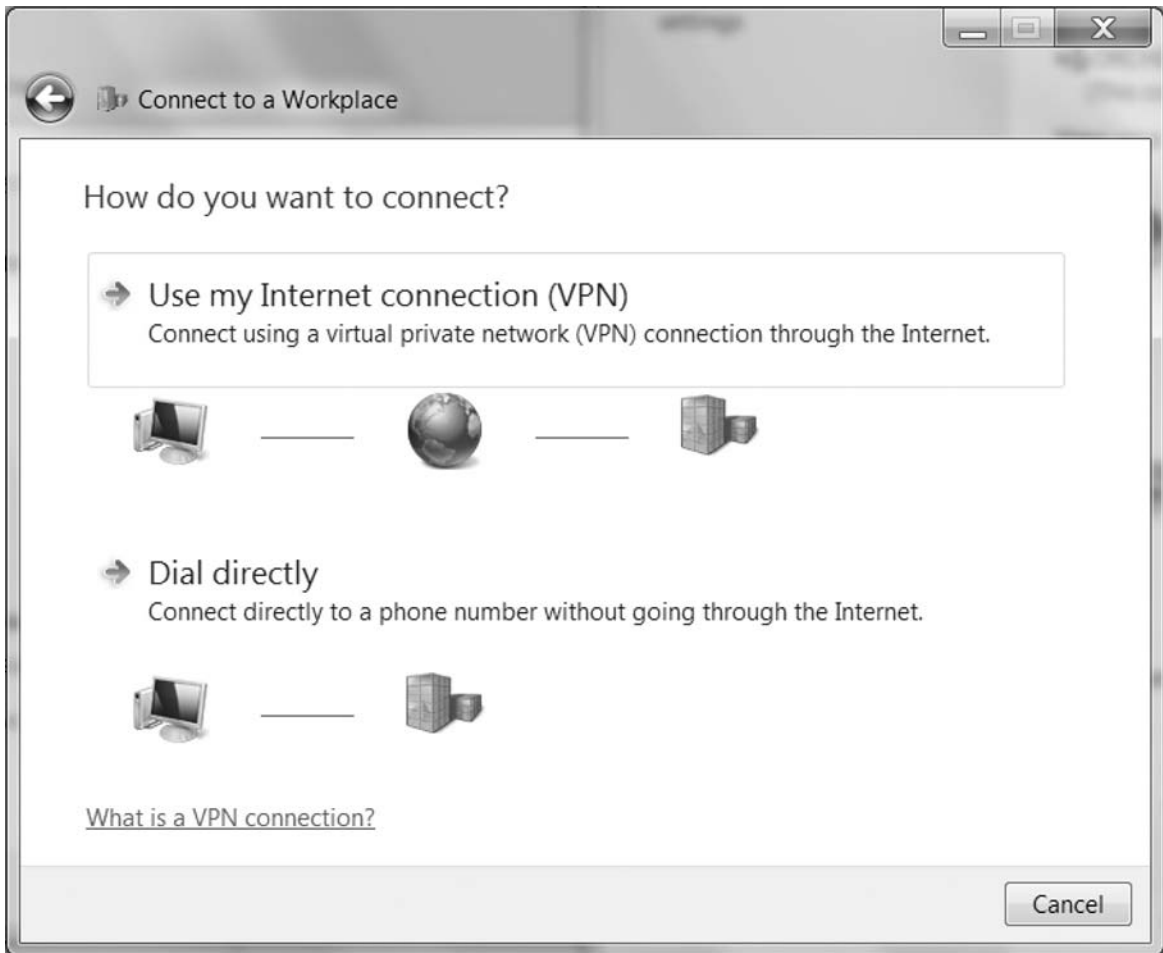 settings
Connect to a Workplace
How do you want to connect?
Use my Internet connection (VPN)
Connect using a virtual private network (VPN) connection through the Internet.
Dial directly
Connect directly to a phone number without going through the Internet.
What is a VPN connection?
Cancel